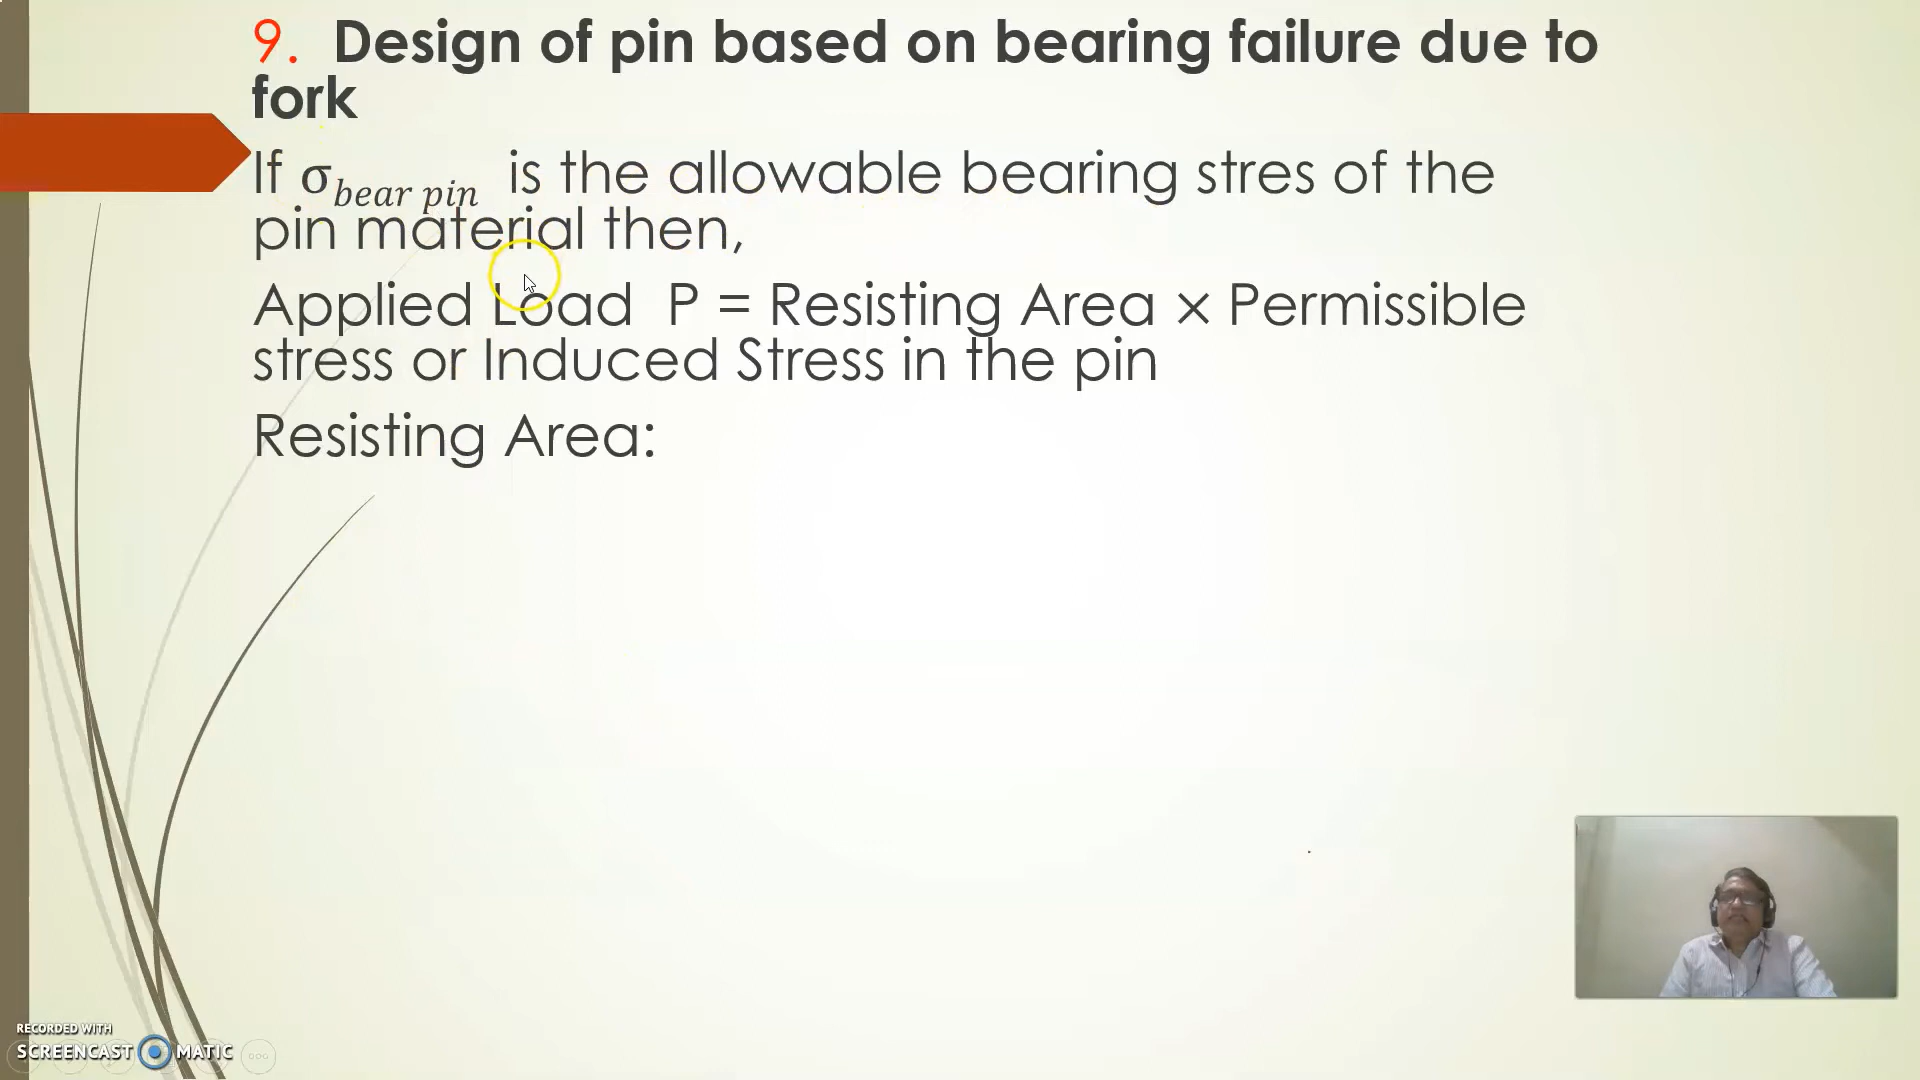 9. Design of pin based on bearing failure due to
fork
If σbear pin is the allowable bearing stres of the
pin material then,
Applied Load P = Resisting Area × Permissible
stress or Induced Stress in the pin
Resisting Area:
RECORDED WITH
SCREENCAST MATIC